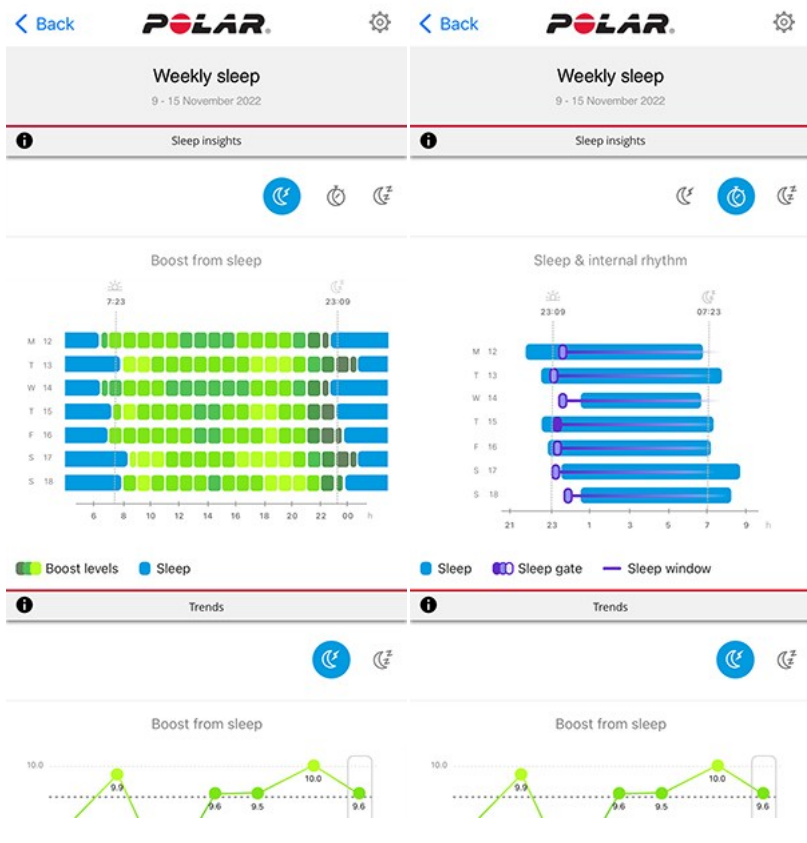 Back
POLAR
Weekly sleep
9 - 15 November 2022
Sleep insights
Boost from sleep
7:23 23:09
M 12
T 13
W 14
T 15
F 16
S 17
S 18
6 8 10 12 14 16 18 20 22 00 h
Boost levels Sleep
Trends
Boost from sleep
10.0
9.9 9.6 9.5 10.0 9.6
Back
POLAR
Weekly sleep
9 - 15 November 2022
Sleep insights
Sleep & internal rhythm
23:09 07:23
M 12
T 13
W 14
T 15
F 16
S 17
S 18
21 23 1 3 5 7 9 h
Sleep Sleep gate Sleep window
Trends
Boost from sleep
10.0
9.9 9.6 9.5 10.0 9.6